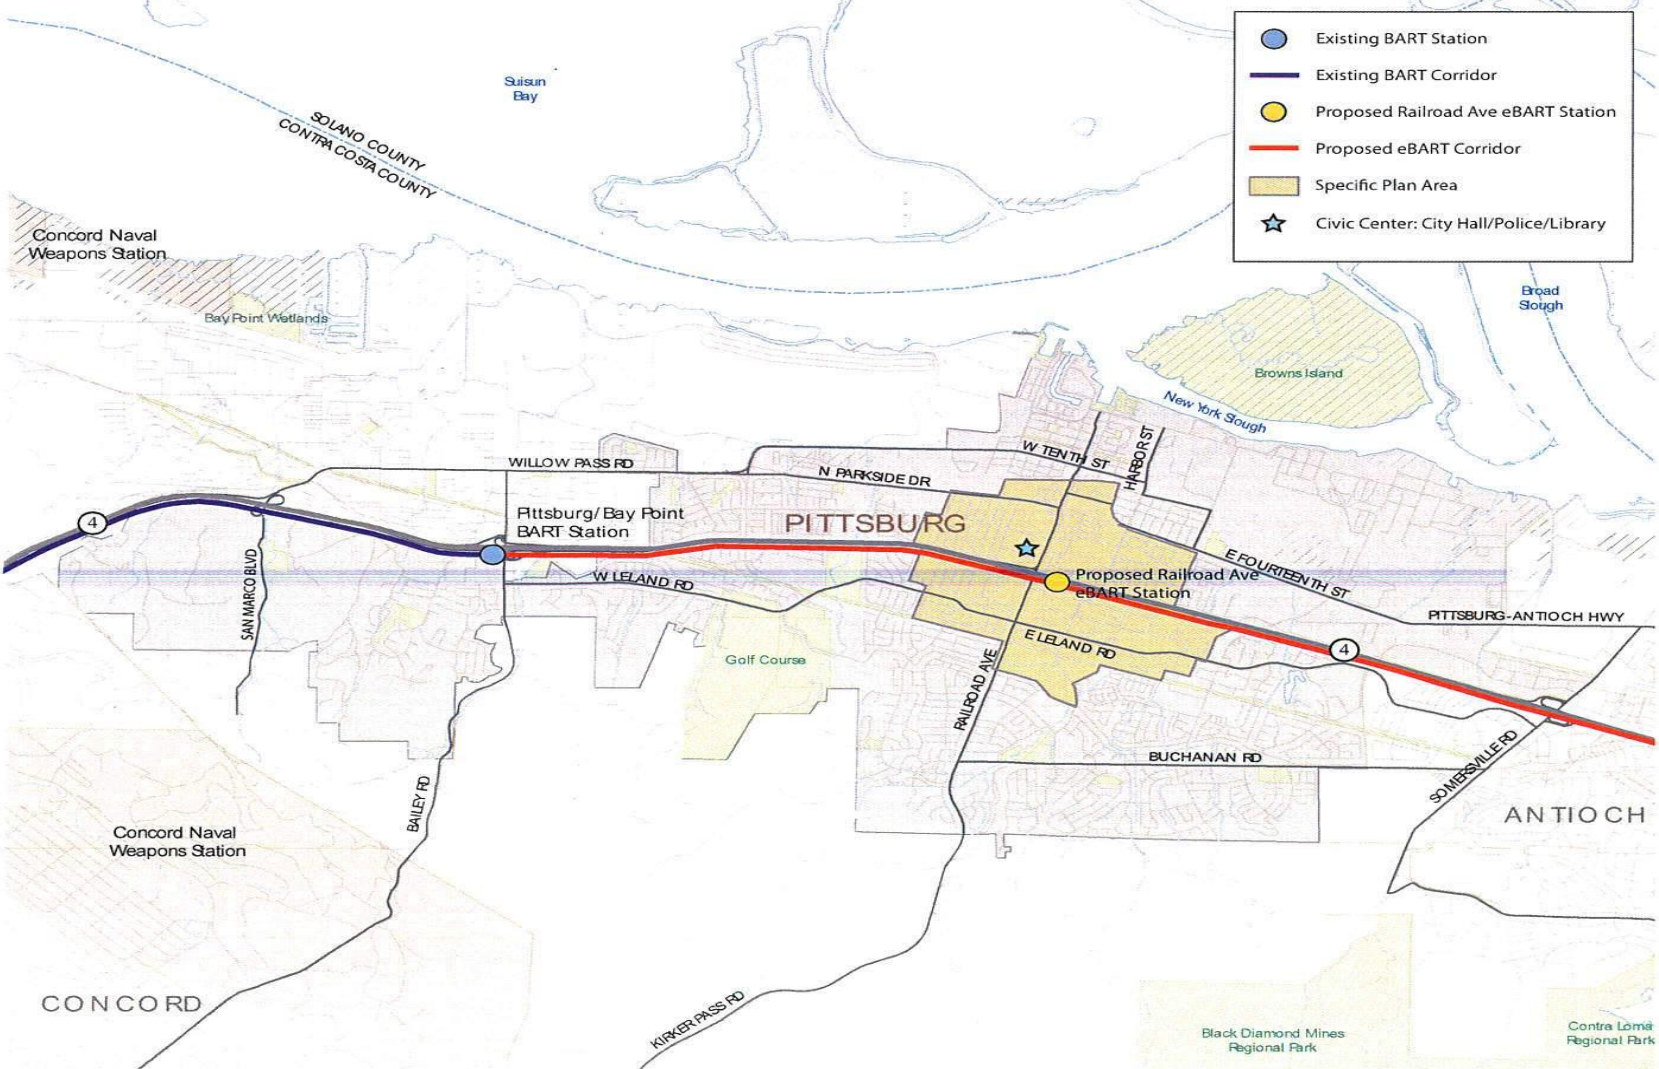 Existing BART Station
Existing BART Corridor
Proposed Railroad Ave eBART Station
Proposed eBART Corridor
Specific Plan Area
Civic Center: City Hall/Police/Library
Suisun
Bay
SOLANO COUNTY
CONTRA COSTA COUNTY
Concord Naval
Weapons Station
Bay Point Wetlands
Broad
Slough
Browns Island
New York Slough
WILLOW PASS RD
N PARKSIDE DR
W TENTH ST
HARBOR ST
4
Pittsburg/Bay Point
BART Station
PITTSBURG
SAN MARCO BLVD
W LELAND RD
Proposed Railroad Ave
eBART Station
E FOURTEENTH ST
PITTSBURG-ANTIOCH HWY
E LELAND RD
4
Golf Course
RAILROAD AVE
BUCHANAN RD
SOMERSVILLE RD
BAILEY RD
ANTIOCH
Concord Naval
Weapons Station
CONCORD
KIRKER PASS RD
Black Diamond Mines
Regional Park
Contra Loma
Regional Park